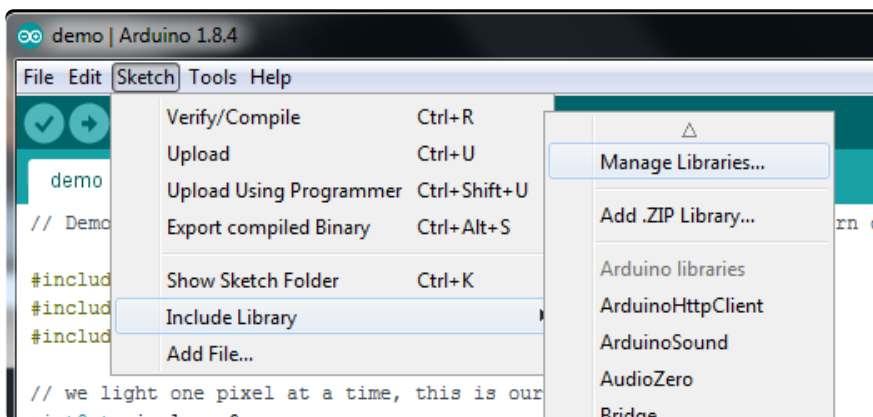 demo | Arduino 1.8.4
File Edit Sketch Tools Help
Verify/Compile Ctrl+R
Upload Ctrl+U
Upload Using Programmer Ctrl+Shift+U
Export compiled Binary Ctrl+Alt+S
Show Sketch Folder Ctrl+K
Include Library
Add File...
Manage Libraries...
Add .ZIP Library...
Arduino libraries
ArduinoHttpClient
ArduinoSound
AudioZero
Bridge
demo
// Demo
#includ
#includ
#includ
// we light one pixel at a time, this is our